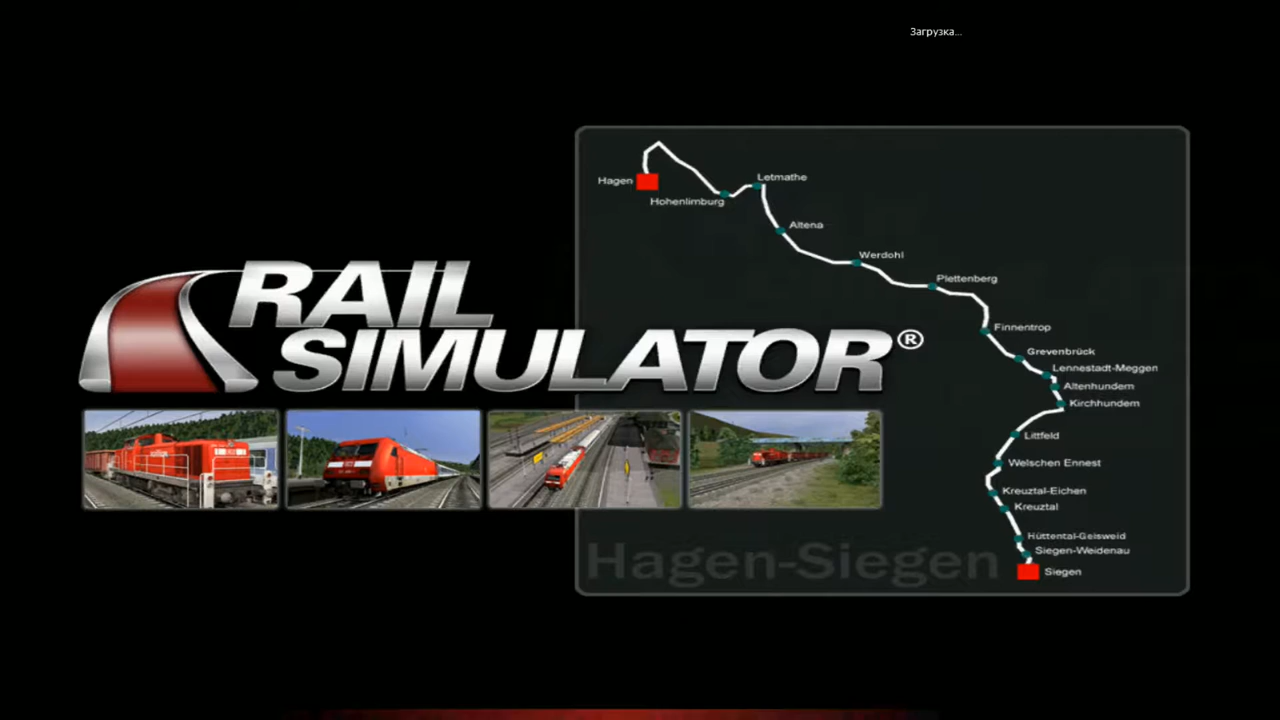 Загрузка...
Hagen
Letmathe
Hohenlimburg
Altena
Werdohl
Plettenberg
RAIL
SIMULATOR®
Finnentrop
Grevenbrück
Lennestadt-Meggen
Altenhundem
Kirchhundem
Littfeld
Welschen Ennest
Kreuztal-Eichen
Kreuztal
Hüttental-Geisweid
Siegen-Weidenau
Hagen-Siegen
Siegen